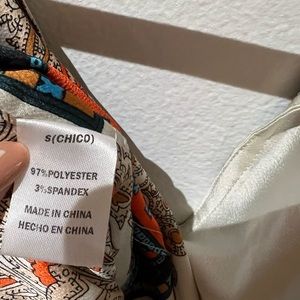 S(CHICO)
97%POLYESTER
3%SPANDEX
MADE IN CHINA
HECHO EN CHINA